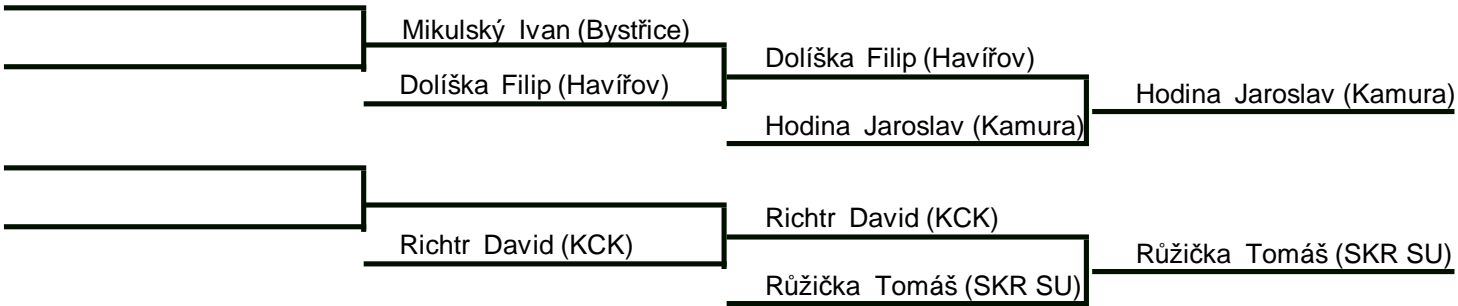 Mikulský Ivan (Bystřice)
Dolíška Filip (Havířov)
Dolíška Filip (Havířov)
Hodina Jaroslav (Kamura)
Hodina Jaroslav (Kamura)
Richtr David (KCK)
Richtr David (KCK)
Růžička Tomáš (SKR SU)
Růžička Tomáš (SKR SU)